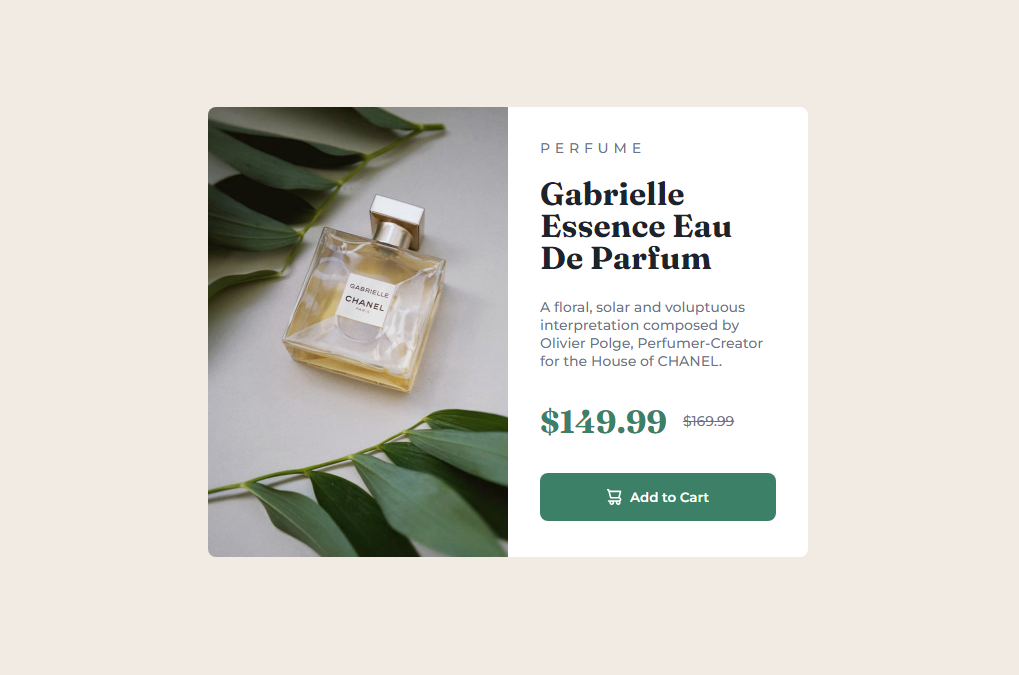 GABRIELLE
CHANEL
PARIS
PERFUME
Gabrielle
Essence Eau
De Parfum
A floral, solar and voluptuous
interpretation composed by
Olivier Polge, Perfumer-Creator
for the House of CHANEL.
$149.99 $169.99
Add to Cart